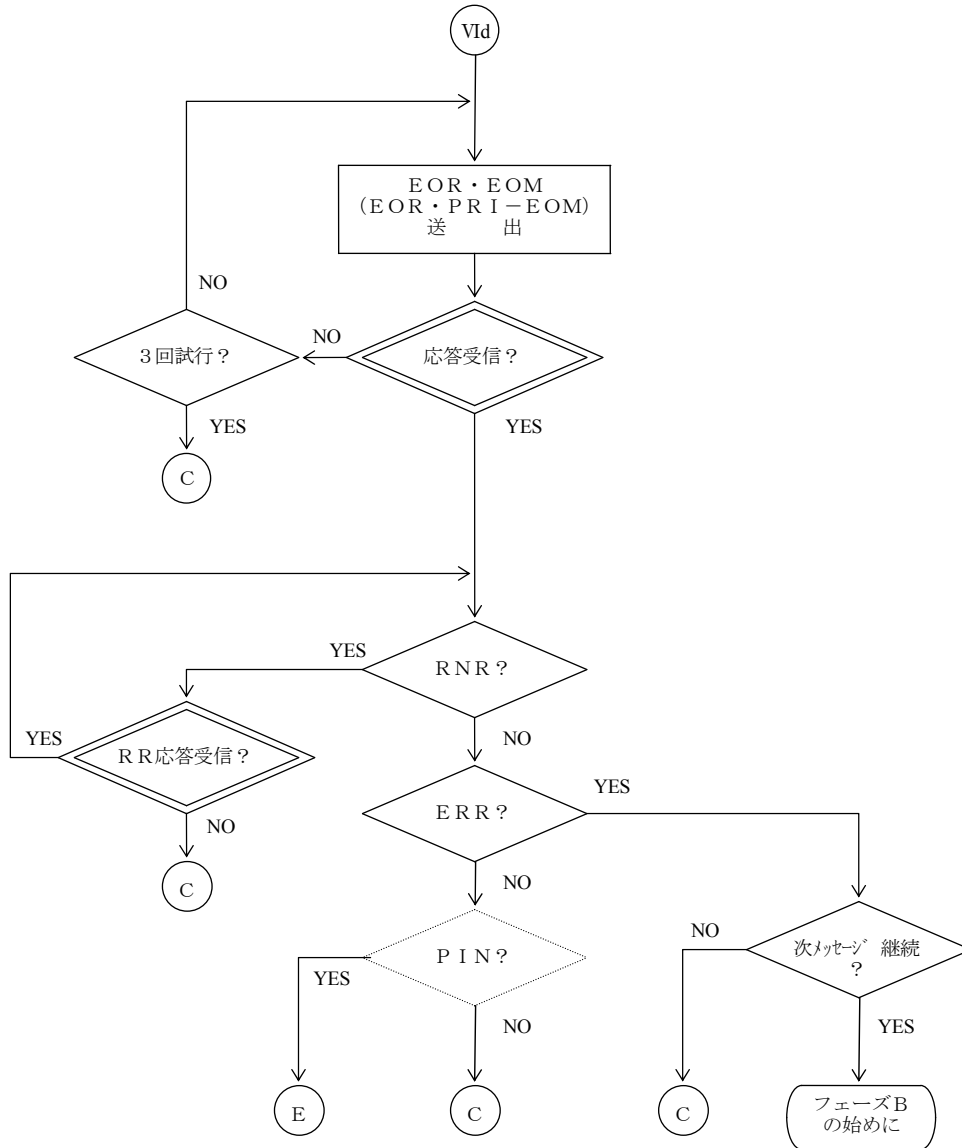 VId
EOR・EOM
(EOR・PRI－EOM)
送　　出
NO
NO
３回試行？
応答受信？
YES
YES
C
YES
RNR？
YES
NO
RR応答受信？
YES
ERR？
NO
NO
C
NO
PIN？
次メッセージ 継続
？
YES
NO
YES
E
C
C
フェーズB
の始めに